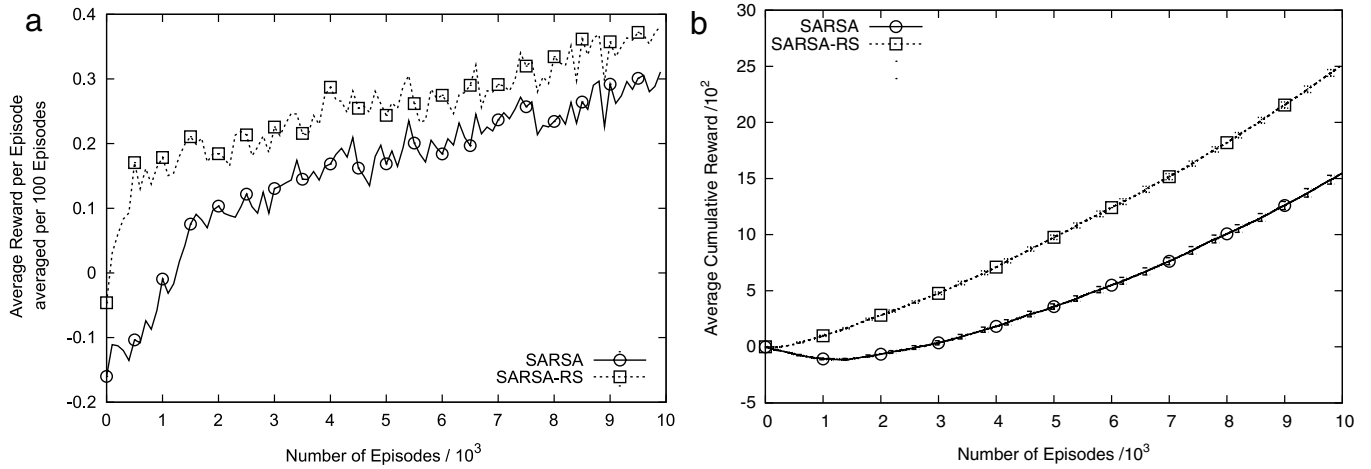 a
0.4
0.3
0.2
0.1
0
-0.1
-0.2
Average Reward per Episode
averaged per 100 Episodes
SARSA
SARSA-RS
0 1 2 3 4 5 6 7 8 9 10
Number of Episodes / 10³
b
30
25
20
15
10
5
0
-5
Average Cumulative Reward /10²
SARSA
SARSA-RS
0 1 2 3 4 5 6 7 8 9 10
Number of Episodes /10³